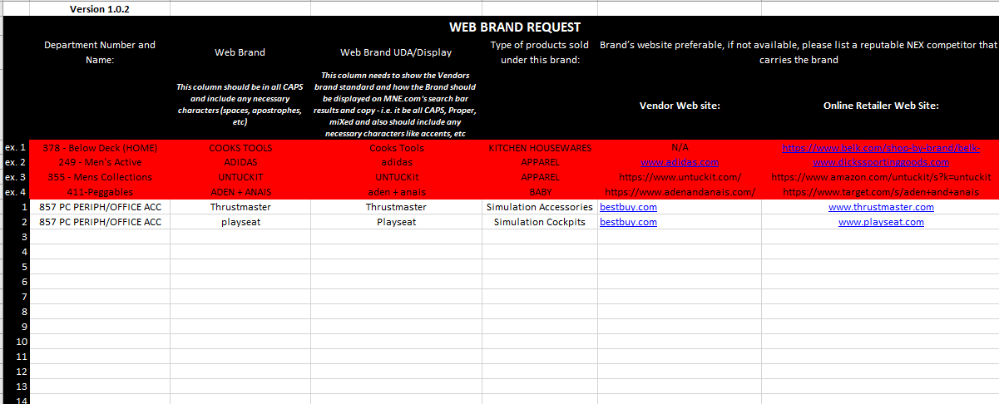 Version 1.0.2
WEB BRAND REQUEST
Department Number and Name:
Web Brand
Web Brand UDA/Display
Type of products sold under this brand:
Brand's website preferable, if not available, please list a reputable NEX competitor that carries the brand
This column should be in all CAPS and include any necessary characters (spaces, apostrophes, etc)
This column needs to show the Vendors brand standard and how the Brand should be displayed on MNE.com's search bar results and copy - i.e. it be all CAPS, Proper, miXed and also should include any necessary characters like accents, etc
Vendor Web site:
Online Retailer Web Site:
ex. 1 378 - Below Deck (HOME) COOKS TOOLS Cooks Tools KITCHEN HOUSEWARES N/A https://www.belk.com/shop-by-brand/belk-
ex. 2 249 - Men's Active ADIDAS adidas APPAREL www.adidas.com www.dickssportinggoods.com
ex. 3 355 - Mens Collections UNTUCKIT UNTUCKit APPAREL https://www.untuckit.com/ https://www.amazon.com/untuckit/s?k=untuckit
ex. 4 411-Peggables ADEN + ANAIS aden + anais BABY https://www.adenandanais.com/ https://www.target.com/s/aden+and+anais
1 857 PC PERIPH/OFFICE ACC Thrustmaster Thrustmaster Simulation Accessories bestbuy.com www.thrustmaster.com
2 857 PC PERIPH/OFFICE ACC playseat Playseat Simulation Cockpits bestbuy.com www.playseat.com
3
4
5
6
7
8
9
10
11
12
13
14